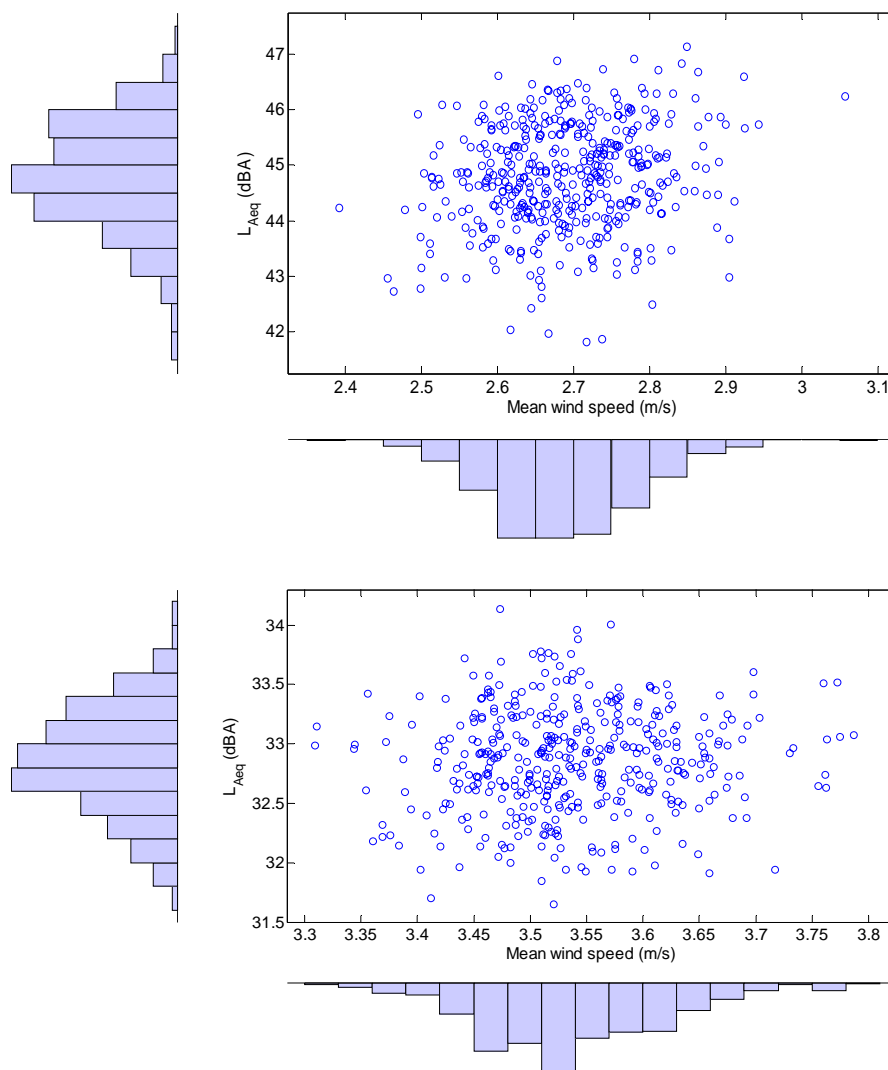 47
46
45
44
43
42
L_Aeq (dBA)
2.4 2.5 2.6 2.7 2.8 2.9 3 3.1
Mean wind speed (m/s)
34
33.5
33
32.5
32
31.5
L_Aeq (dBA)
3.3 3.35 3.4 3.45 3.5 3.55 3.6 3.65 3.7 3.75 3.8
Mean wind speed (m/s)